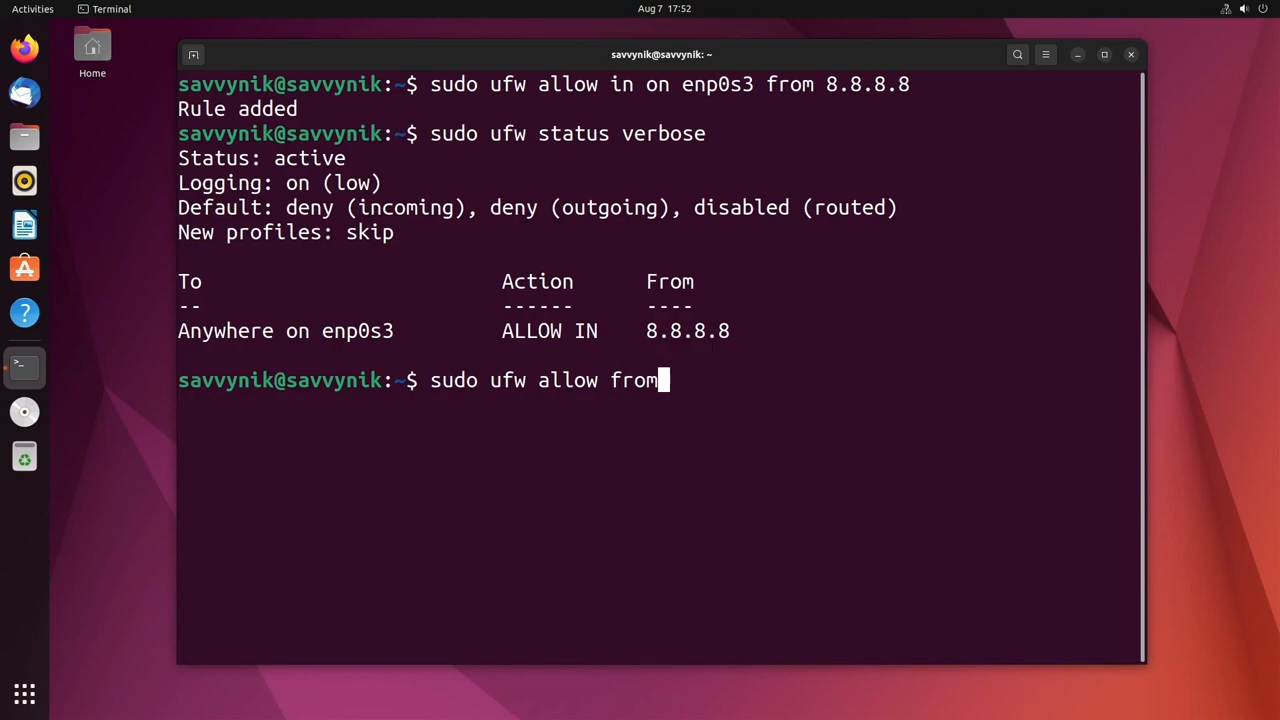 Activities
Terminal
Aug 7 17:52
Home
savvynik@savvynik: ~
savvynik@savvynik:~$ sudo ufw allow in on enp0s3 from 8.8.8.8
Rule added
savvynik@savvynik:~$ sudo ufw status verbose
Status: active
Logging: on (low)
Default: deny (incoming), deny (outgoing), disabled (routed)
New profiles: skip
To Action From
-- ------ ----
Anywhere on enp0s3 ALLOW IN 8.8.8.8
savvynik@savvynik:~$ sudo ufw allow from